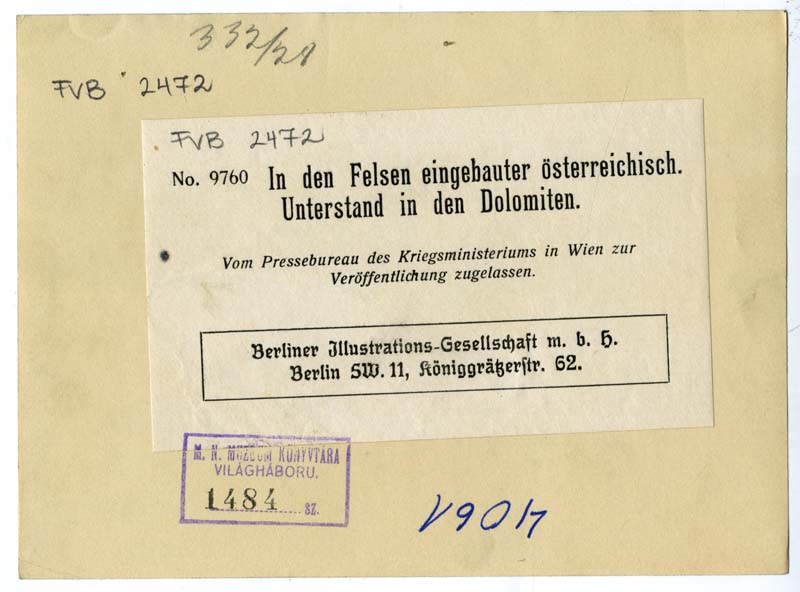 332/21
FVB 2472
FVB 2472
No. 9760 In den Felsen eingebauter österreichisch.
Unterstand in den Dolomiten.
Vom Pressebureau des Kriegsministeriums in Wien zur
Veröffentlichung zugelassen.
Berliner Illustrations-Gesellschaft m. b. H.
Berlin SW. 11, Königgrätzerstr. 62.
M. N. MÚZEUM KÖNYVTÁRA
VILÁGHÁBORU.
1484 SZ.